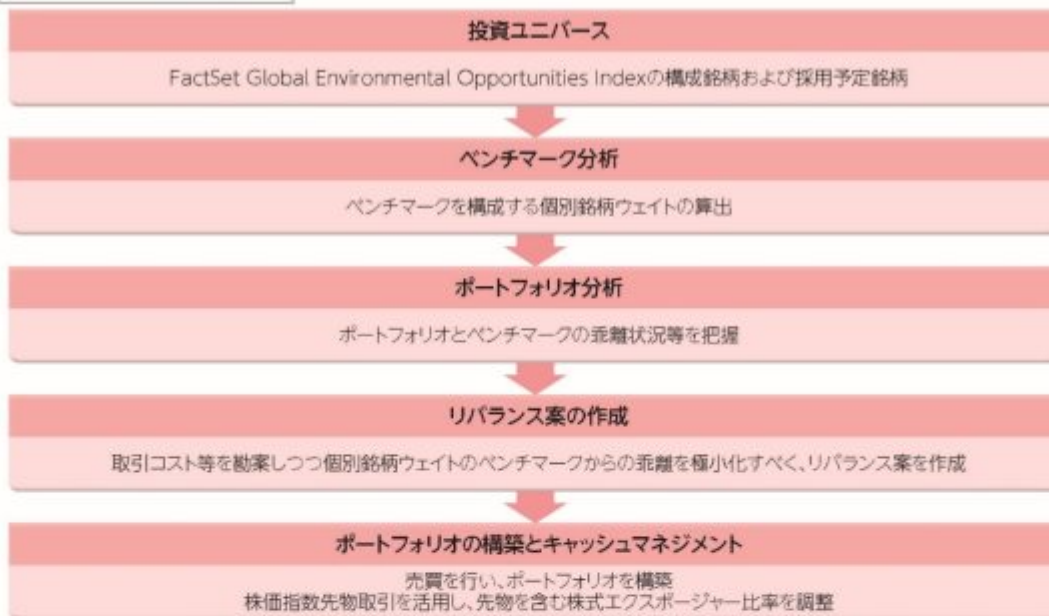 投資ユニバース
FactSet Global Environmental Opportunities Indexの構成銘柄および採用予定銘柄
ベンチマーク分析
ベンチマークを構成する個別銘柄ウェイトの算出
ポートフォリオ分析
ポートフォリオとベンチマークの乖離状況等を把握
リバランス案の作成
取引コスト等を勘案しつつ個別銘柄ウェイトのベンチマークからの乖離を極小化すべく、リバランス案を作成
ポートフォリオの構築とキャッシュマネジメント
売買を行い、ポートフォリオを構築
株価指数先物取引を活用し、先物を含む株式エクスポージャー比率を調整